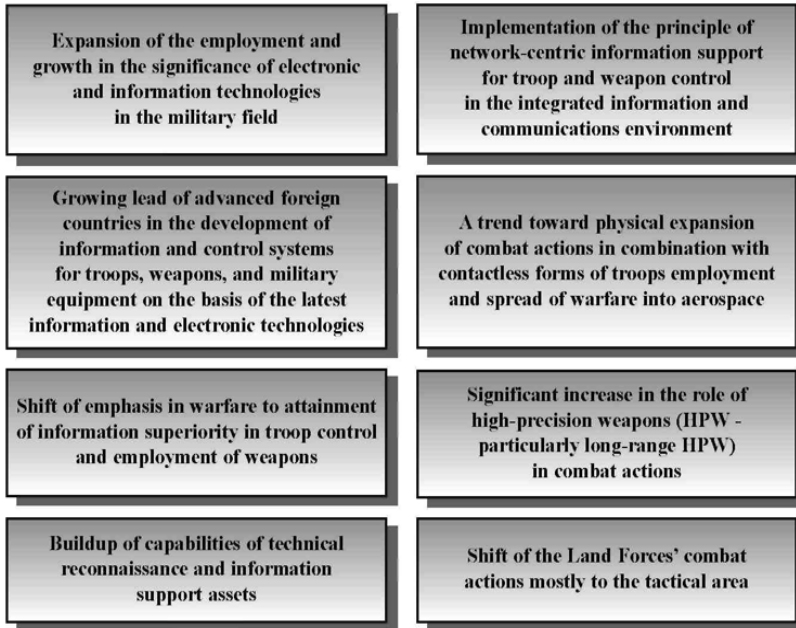 Expansion of the employment and
growth in the significance of electronic
and information technologies
in the military field
Implementation of the principle of
network-centric information support
for troop and weapon control
in the integrated information and
communications environment
Growing lead of advanced foreign
countries in the development of
information and control systems
for troops, weapons, and military
equipment on the basis of the latest
information and electronic technologies
A trend toward physical expansion
of combat actions in combination with
contactless forms of troops employment
and spread of warfare into aerospace
Shift of emphasis in warfare to attainment
of information superiority in troop control
and employment of weapons
Significant increase in the role of
high-precision weapons (HPW -
particularly long-range HPW)
in combat actions
Buildup of capabilities of technical
reconnaissance and information
support assets
Shift of the Land Forces' combat
actions mostly to the tactical area